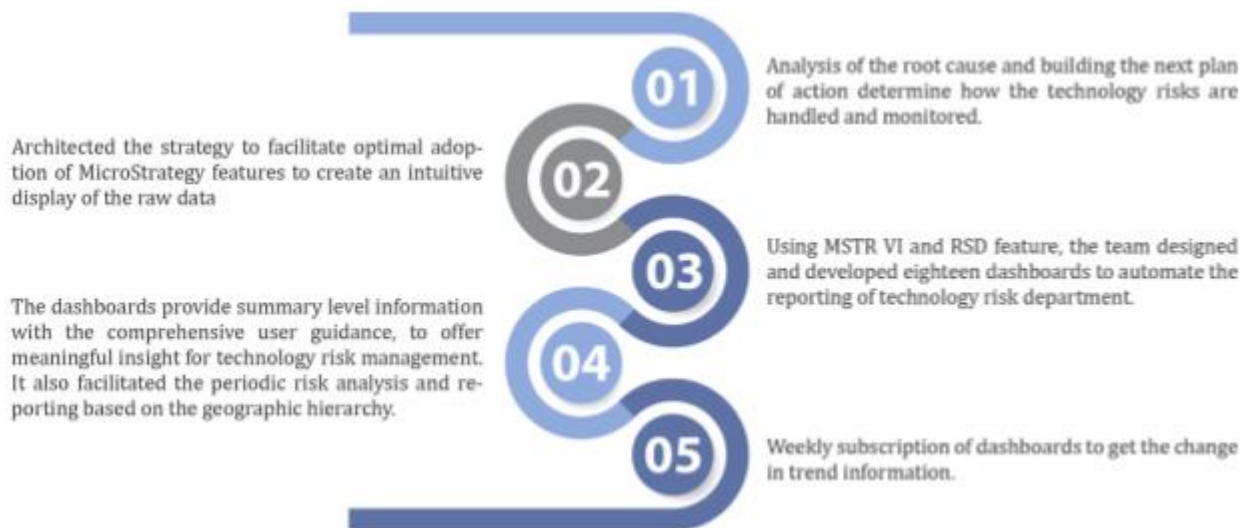 01
Analysis of the root cause and building the next plan
of action determine how the technology risks are
handled and monitored.
02
Architected the strategy to facilitate optimal adop-
tion of MicroStrategy features to create an intuitive
display of the raw data
03
Using MSTR VI and RSD feature, the team designed
and developed eighteen dashboards to automate the
reporting of technology risk department.
04
The dashboards provide summary level information
with the comprehensive user guidance, to offer
meaningful insight for technology risk management.
It also facilitated the periodic risk analysis and re-
porting based on the geographic hierarchy.
05
Weekly subscription of dashboards to get the change
in trend information.